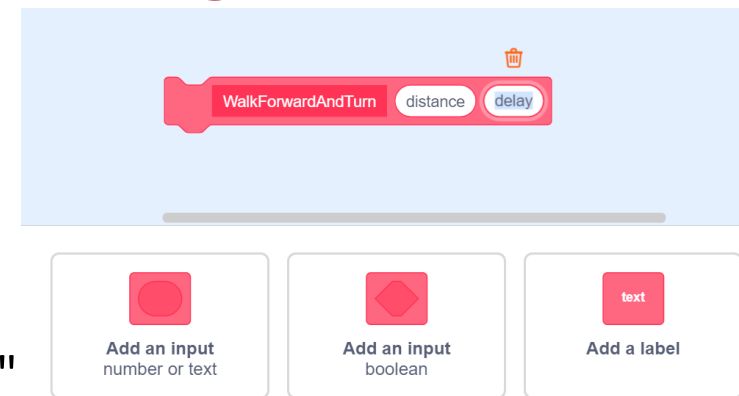 WalkForwardAndTurn distance delay
text
Add an input
number or text
Add an input
boolean
Add a label
"